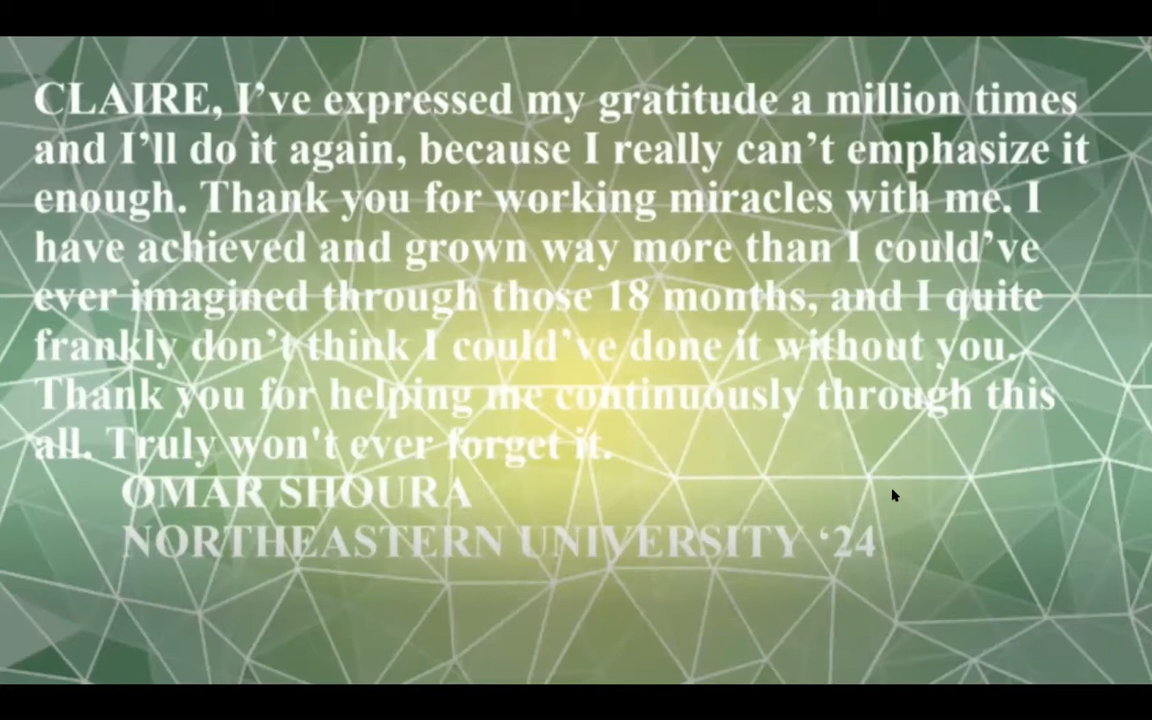 CLAIRE, I’ve expressed my gratitude a million times
and I’ll do it again, because I really can’t emphasize it
enough. Thank you for working miracles with me. I
have achieved and grown way more than I could’ve
ever imagined through those 18 months, and I quite
frankly don’t think I could’ve done it without you.
Thank you for helping me continuously through this
all. Truly won't ever forget it.
OMAR SHOURA
NORTHEASTERN UNIVERSITY ‘24